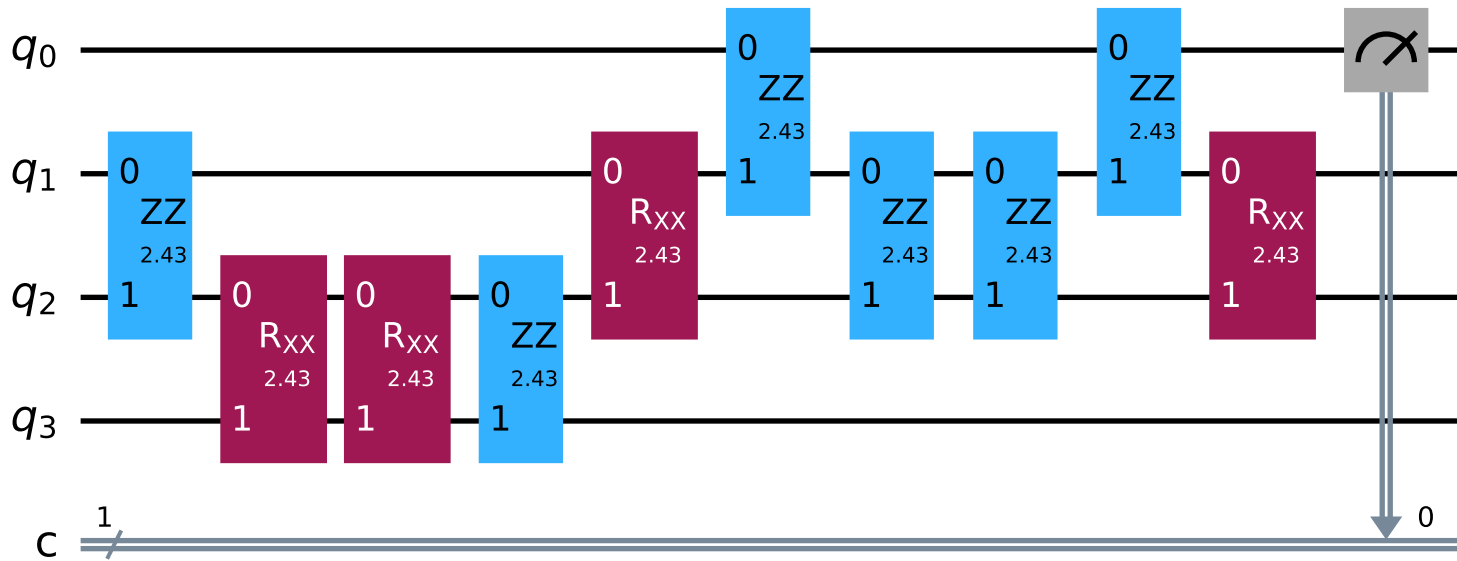 q0 0 0
ZZ ZZ
2.43 2.43
q1 0 0 1 0 0 1 0
ZZ RXX ZZ ZZ RXX
2.43 2.43 2.43 2.43 2.43
q2 1 0 0 0 1 1 1 1
RXX RXX ZZ
2.43 2.43 2.43
q3 1 1 1
1 0
c